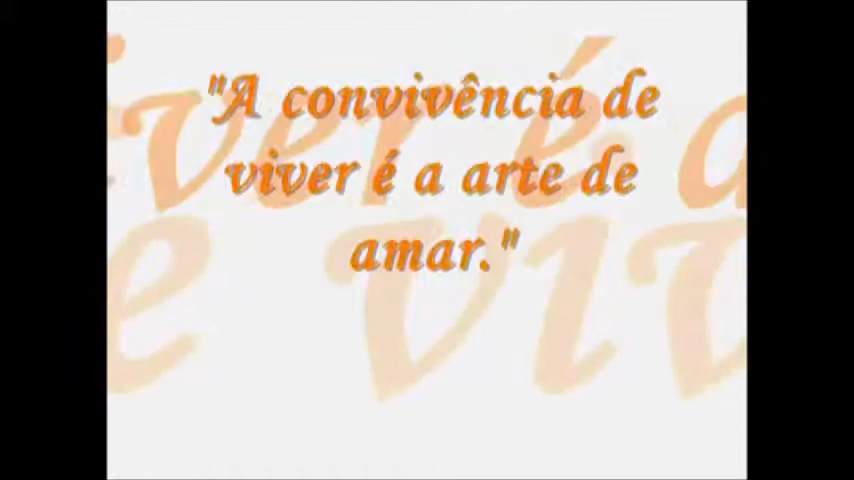 "A convivência de
viver é a arte de
amar."